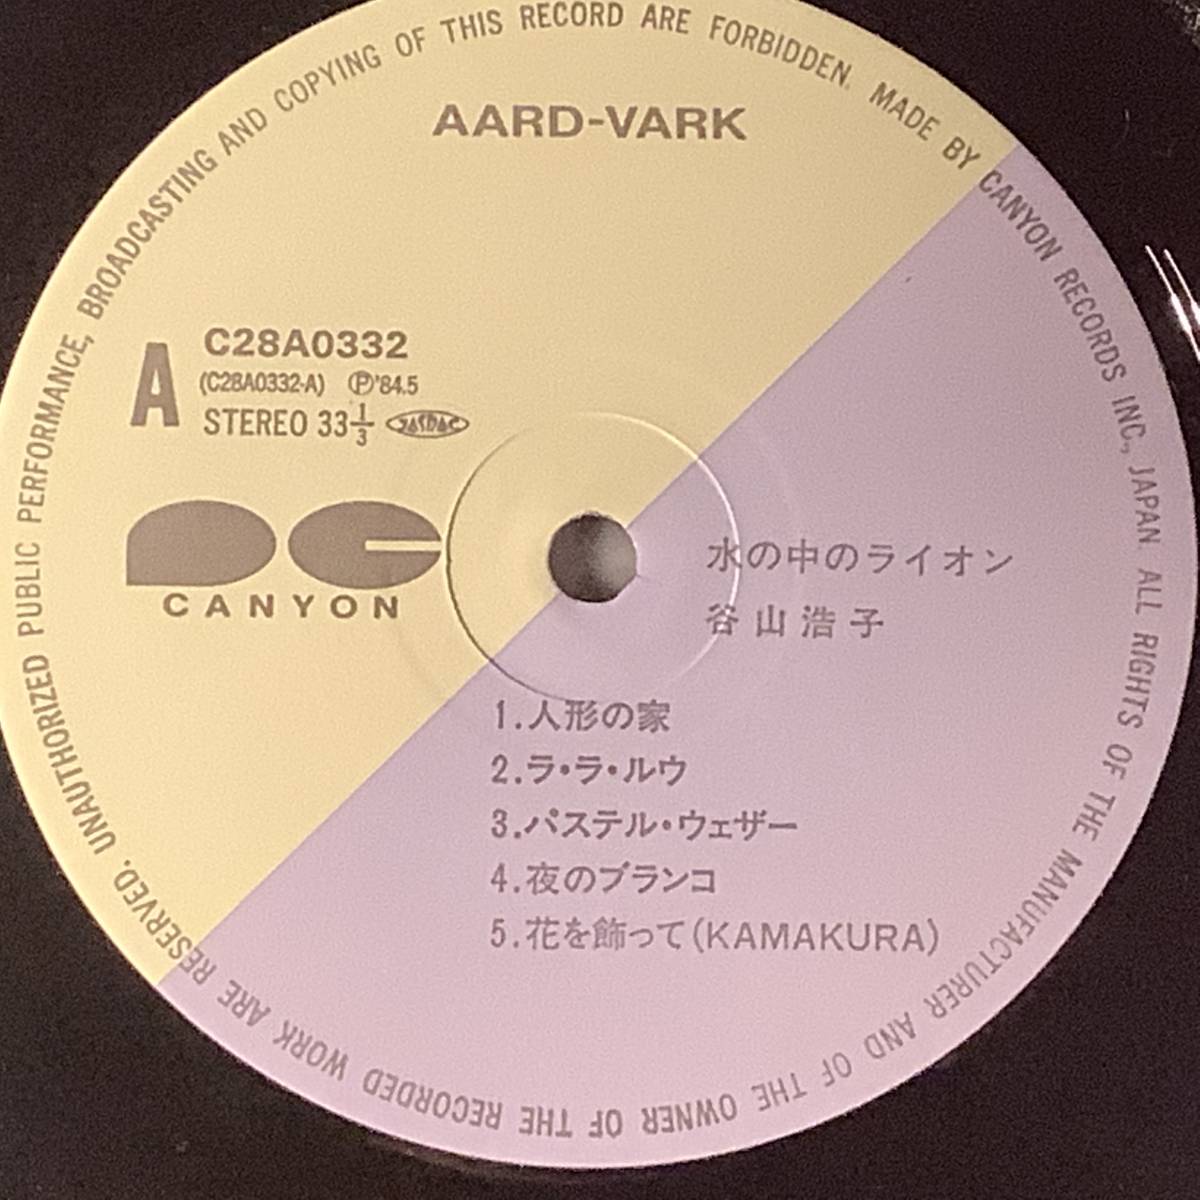 UNAUTHORIZED PUBLIC PERFORMANCE, BROADCASTING AND COPYING OF THIS RECORD ARE FORBIDDEN. MADE BY CANYON RECORDS INC., JAPAN. ALL RIGHTS OF THE MANUFACTURER AND OF THE OWNER OF THE RECORDED WORK ARE RESERVED.
AARD-VARK
A
C28A0332
(C28A0332-A) Ⓟ'84.5
STEREO 33 1/3 JASRAC
CANYON
水の中のライオン
谷山浩子
1.人形の家
2.ラ・ラ・ルウ
3.パステル・ウェザー
4.夜のブランコ
5.花を飾って(KAMAKURA)